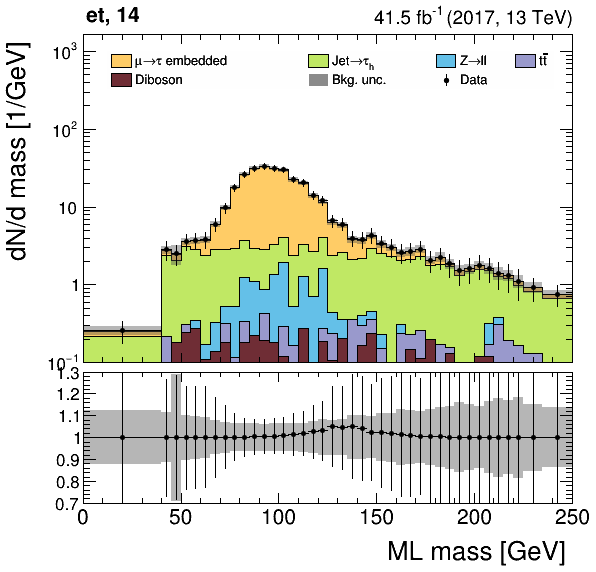 et, 14 41.5 fb⁻¹ (2017, 13 TeV)
dN/d mass [1/GeV]
μ→τ embedded Jet→τₕ Z→ll tt̄
Diboson Bkg. unc. Data
10³
10²
10
1
10⁻¹
1.3
1.2
1.1
1
0.9
0.8
0.7
0 50 100 150 200 250
ML mass [GeV]